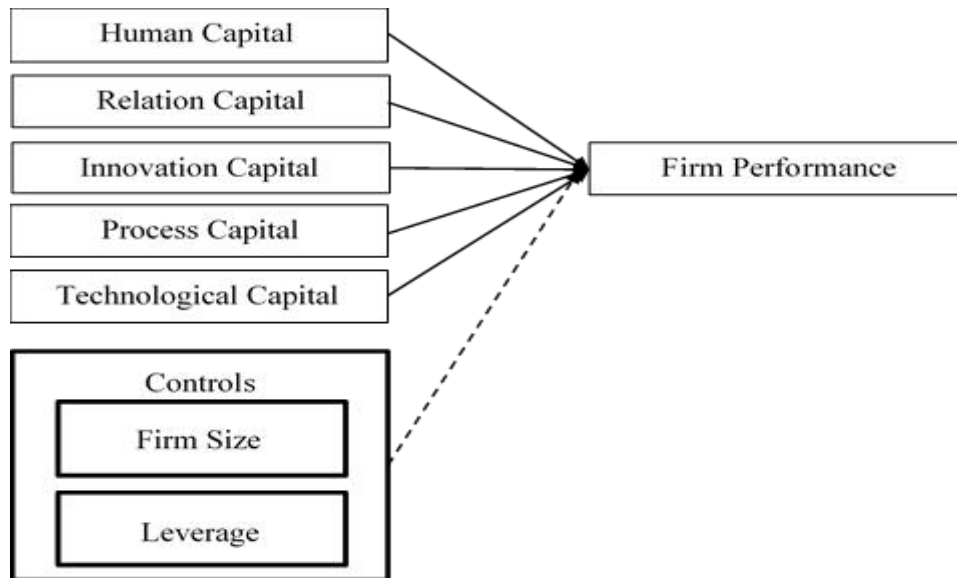 Human Capital
Relation Capital
Innovation Capital
Firm Performance
Process Capital
Technological Capital
Controls
Firm Size
Leverage